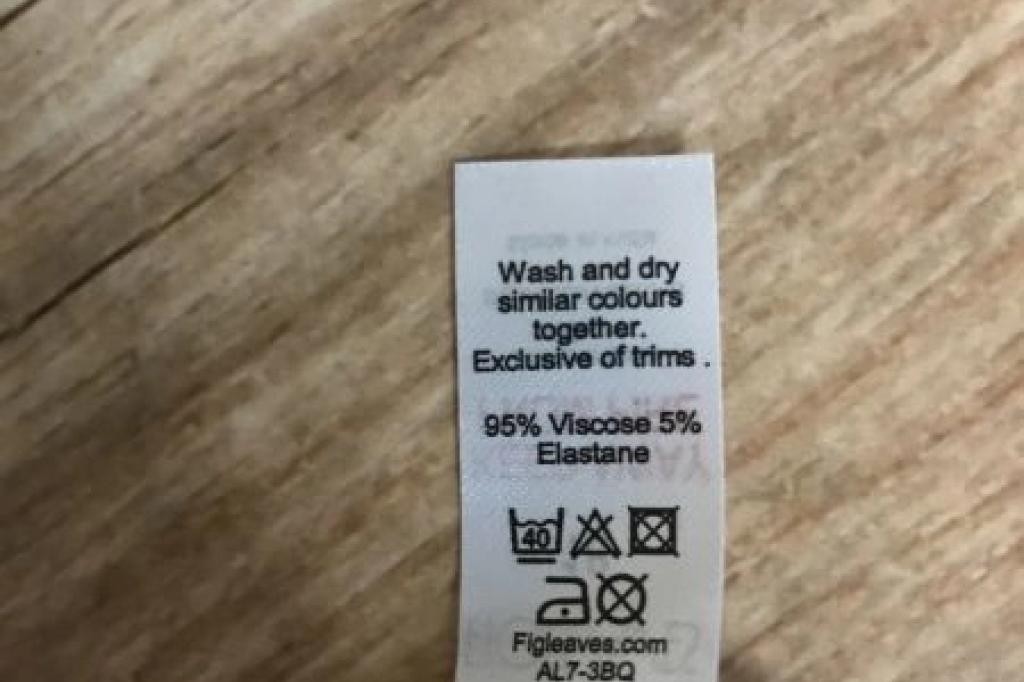 Wash and dry
similar colours
together.
Exclusive of trims .
95% Viscose 5%
Elastane
40
Figleaves.com
AL7-3BQ